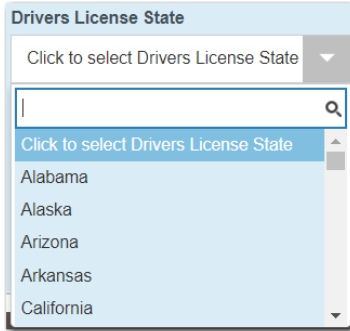 Drivers License State
Click to select Drivers License State
Click to select Drivers License State
Alabama
Alaska
Arizona
Arkansas
California